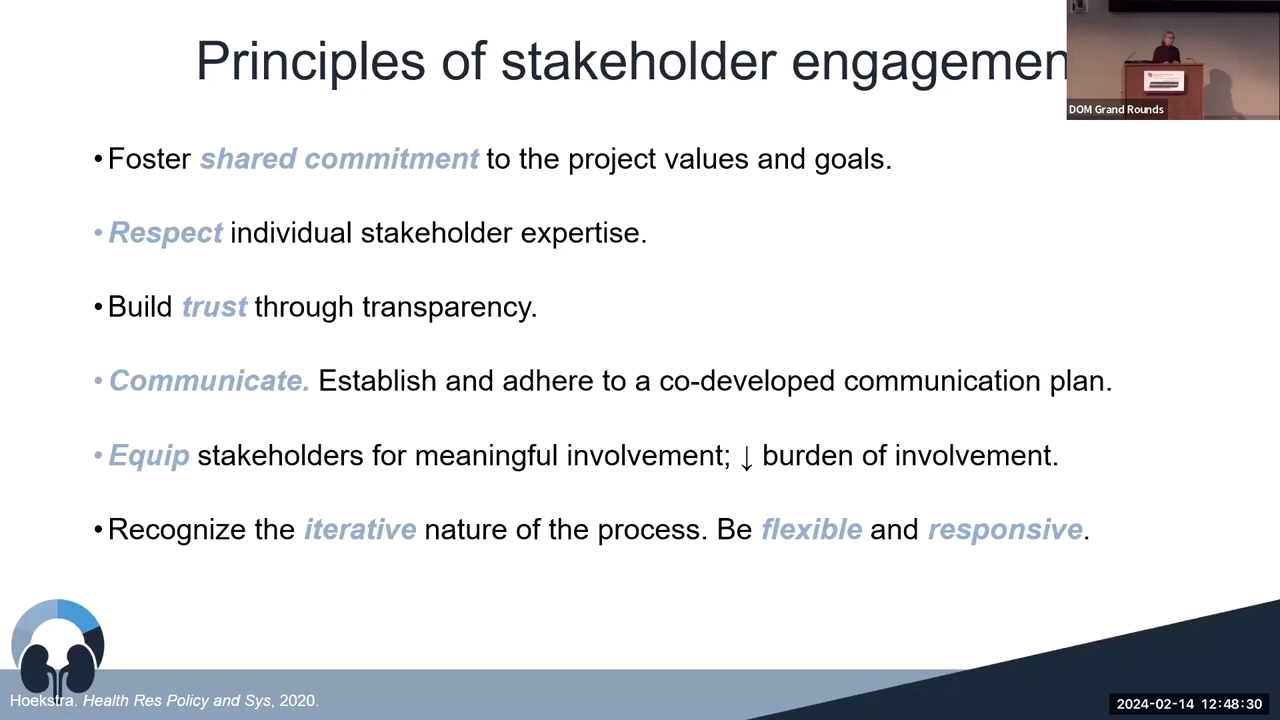 Principles of stakeholder engagemen
DOM Grand Rounds
• Foster shared commitment to the project values and goals.
• Respect individual stakeholder expertise.
• Build trust through transparency.
• Communicate. Establish and adhere to a co-developed communication plan.
• Equip stakeholders for meaningful involvement; ↓ burden of involvement.
• Recognize the iterative nature of the process. Be flexible and responsive.
Hoekstra. Health Res Policy and Sys, 2020.
2024-02-14 12:48:30